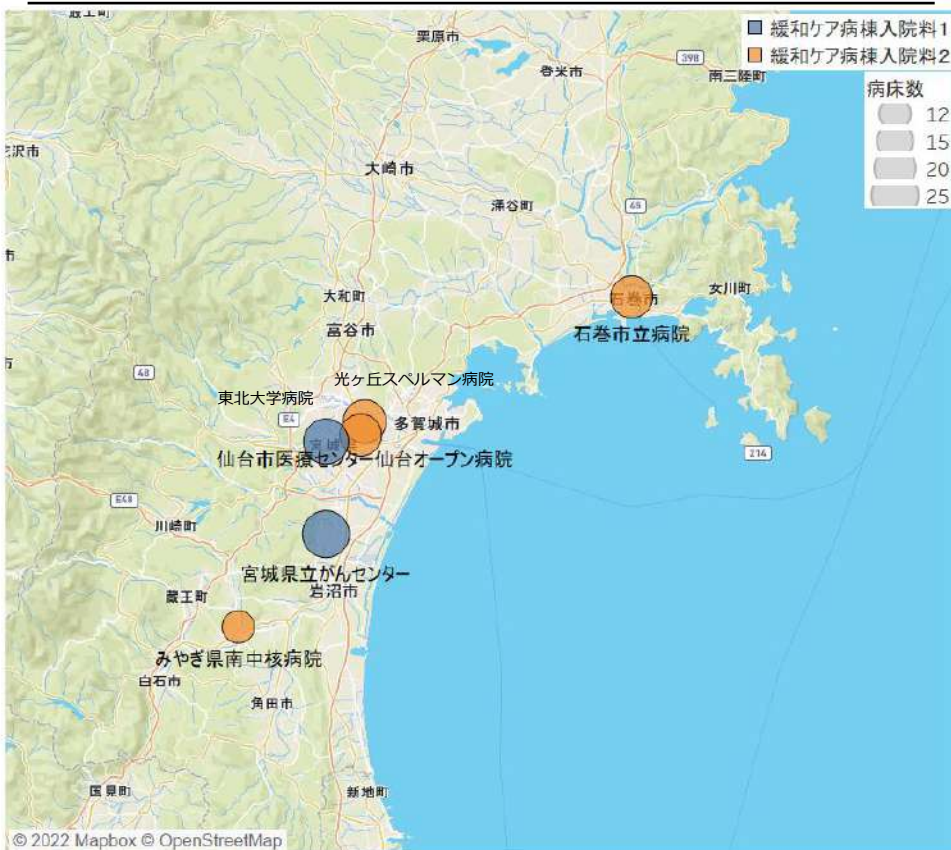 栗原市
398
登米市
南三陸町
緩和ケア病棟入院料1
緩和ケア病棟入院料2
病床数
12
15
20
25
大崎市
涌谷町
45
石巻市
女川町
石巻市立病院
大和町
富谷市
48
光ヶ丘スペルマン病院
東北大学病院
E4
多賀城市
仙台市医療センター仙台オープン病院
214
E48
川崎町
宮城県立がんセンター
岩沼市
蔵王町
みやぎ県南中核病院
白石市
角田市
国見町
新地町
© 2022 Mapbox © OpenStreetMap